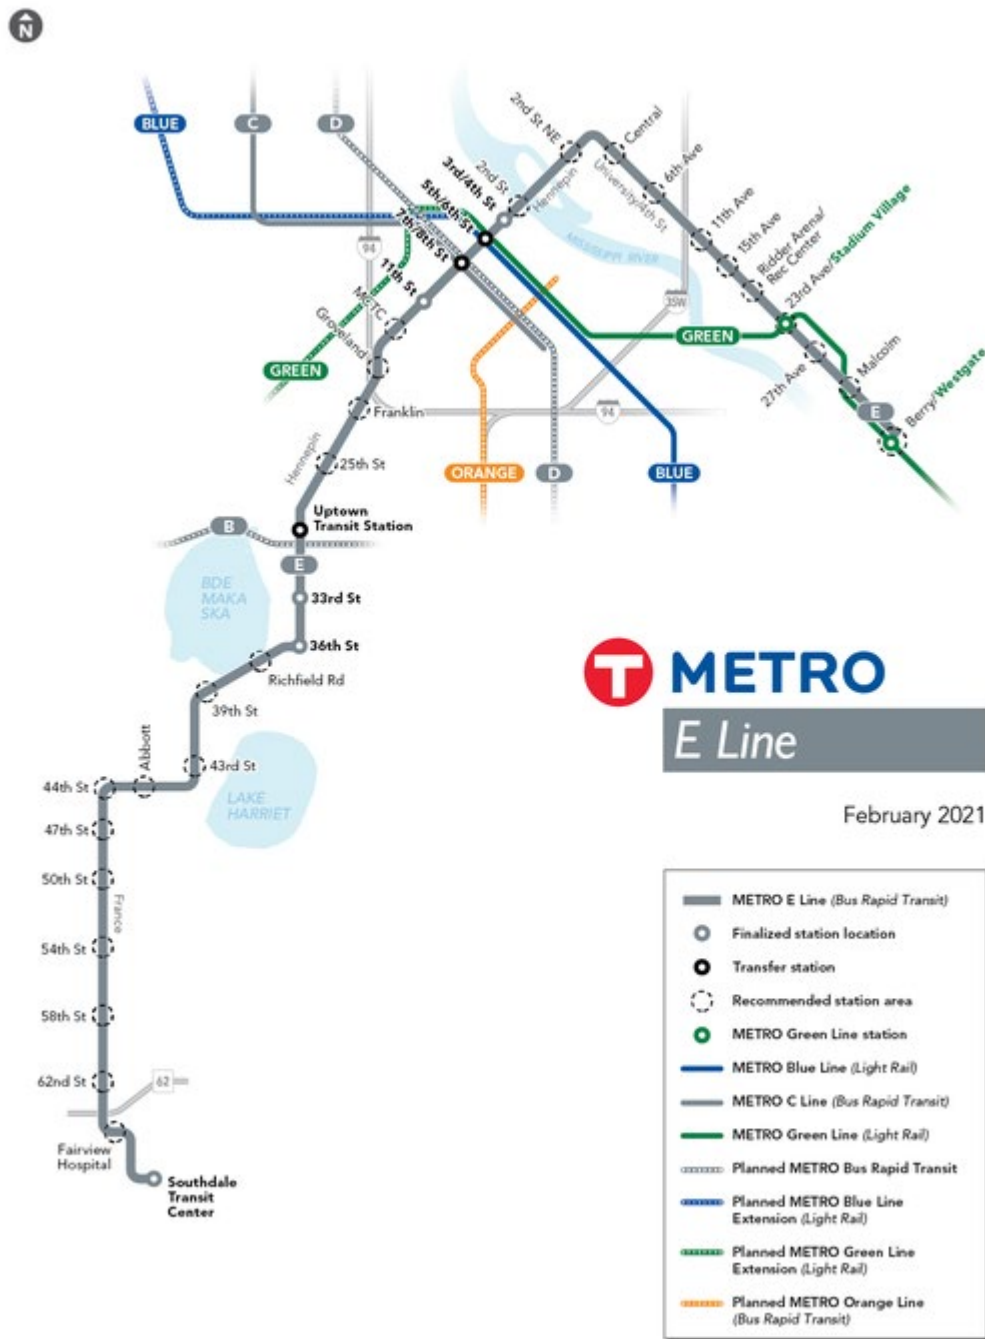 N
BLUE
C
D
2nd St NE
Central
6th Ave
11th Ave
15th Ave
Ridder Arena/
Rec Center
23rd Ave/Stadium Village
University/4th St
Hennepin
2nd St
3rd/4th St
5th/6th St
7th/8th St
11th St
MCTC
Groveland
94
MISSISSIPPI RIVER
35W
GREEN
GREEN
27th Ave
Malcolm
E
Berry/Westgate
Franklin
94
Hennepin
25th St
ORANGE
D
BLUE
Uptown
Transit Station
B
E
BDE
MAKA
SKA
33rd St
36th St
Richfield Rd
39th St
Abbott
43rd St
44th St
LAKE
HARRIET
47th St
50th St
France
54th St
58th St
62nd St
62
Fairview
Hospital
Southdale
Transit
Center
T METRO
E Line
February 2021
METRO E Line (Bus Rapid Transit)
Finalized station location
Transfer station
Recommended station area
METRO Green Line station
METRO Blue Line (Light Rail)
METRO C Line (Bus Rapid Transit)
METRO Green Line (Light Rail)
Planned METRO Bus Rapid Transit
Planned METRO Blue Line
Extension (Light Rail)
Planned METRO Green Line
Extension (Light Rail)
Planned METRO Orange Line
(Bus Rapid Transit)